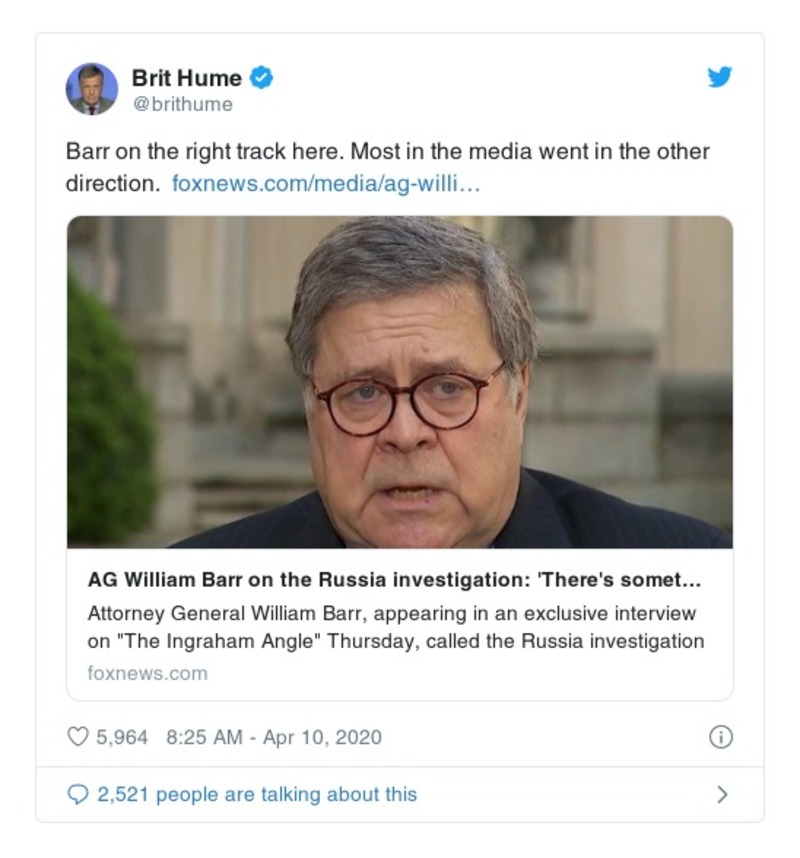 Brit Hume
@brithume
Barr on the right track here. Most in the media went in the other
direction. foxnews.com/media/ag-willi…
AG William Barr on the Russia investigation: 'There's somet...
Attorney General William Barr, appearing in an exclusive interview
on "The Ingraham Angle" Thursday, called the Russia investigation
foxnews.com
5,964 8:25 AM - Apr 10, 2020
2,521 people are talking about this